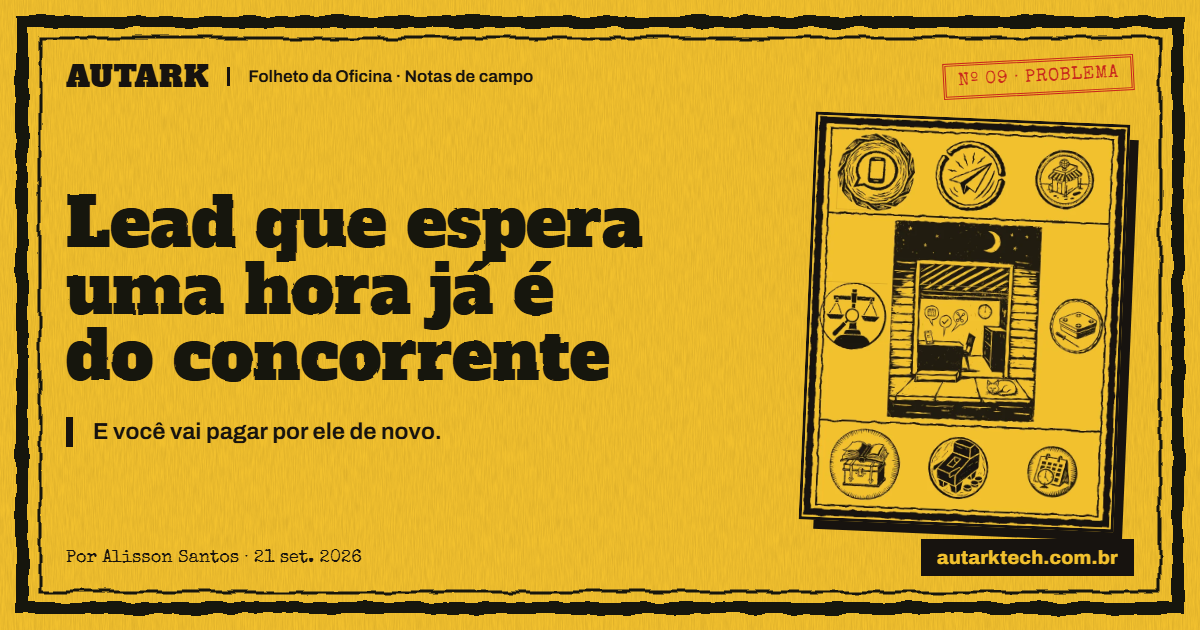 AUTARK
Folheto da Oficina · Notas de campo
Nº 09 · PROBLEMA
Lead que espera
uma hora já é
do concorrente
E você vai pagar por ele de novo.
Por Alisson Santos · 21 set. 2026
autarktech.com.br